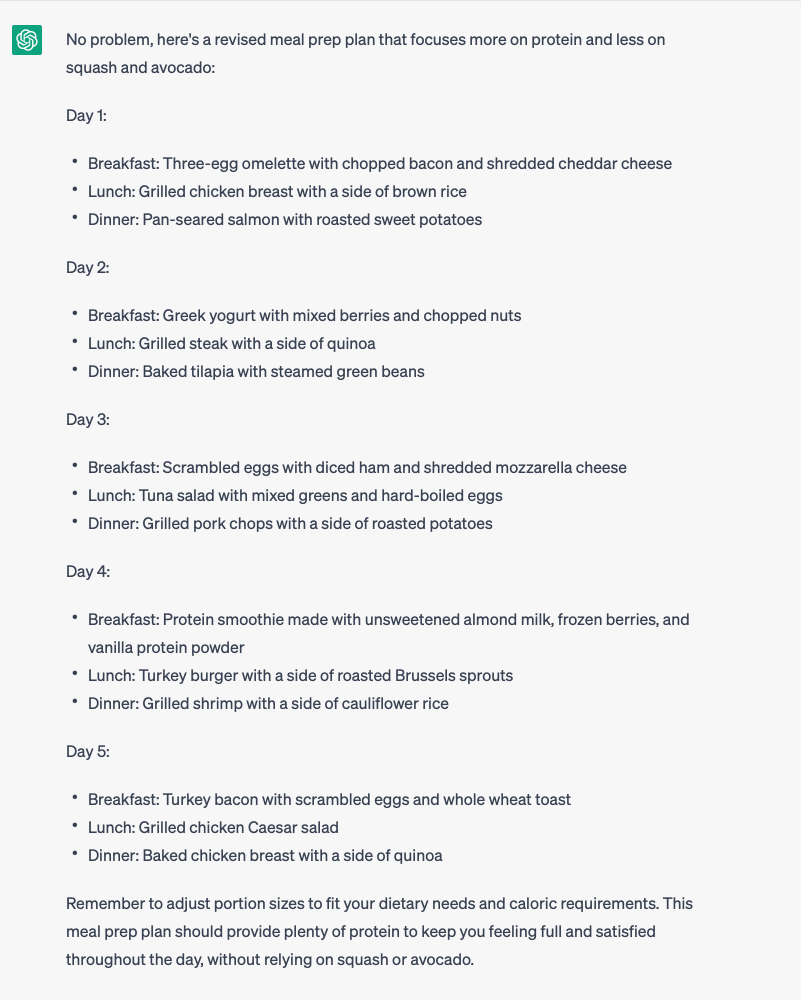 No problem, here's a revised meal prep plan that focuses more on protein and less on
squash and avocado:
Day 1:
• Breakfast: Three-egg omelette with chopped bacon and shredded cheddar cheese
• Lunch: Grilled chicken breast with a side of brown rice
• Dinner: Pan-seared salmon with roasted sweet potatoes
Day 2:
• Breakfast: Greek yogurt with mixed berries and chopped nuts
• Lunch: Grilled steak with a side of quinoa
• Dinner: Baked tilapia with steamed green beans
Day 3:
• Breakfast: Scrambled eggs with diced ham and shredded mozzarella cheese
• Lunch: Tuna salad with mixed greens and hard-boiled eggs
• Dinner: Grilled pork chops with a side of roasted potatoes
Day 4:
• Breakfast: Protein smoothie made with unsweetened almond milk, frozen berries, and
vanilla protein powder
• Lunch: Turkey burger with a side of roasted Brussels sprouts
• Dinner: Grilled shrimp with a side of cauliflower rice
Day 5:
• Breakfast: Turkey bacon with scrambled eggs and whole wheat toast
• Lunch: Grilled chicken Caesar salad
• Dinner: Baked chicken breast with a side of quinoa
Remember to adjust portion sizes to fit your dietary needs and caloric requirements. This
meal prep plan should provide plenty of protein to keep you feeling full and satisfied
throughout the day, without relying on squash or avocado.